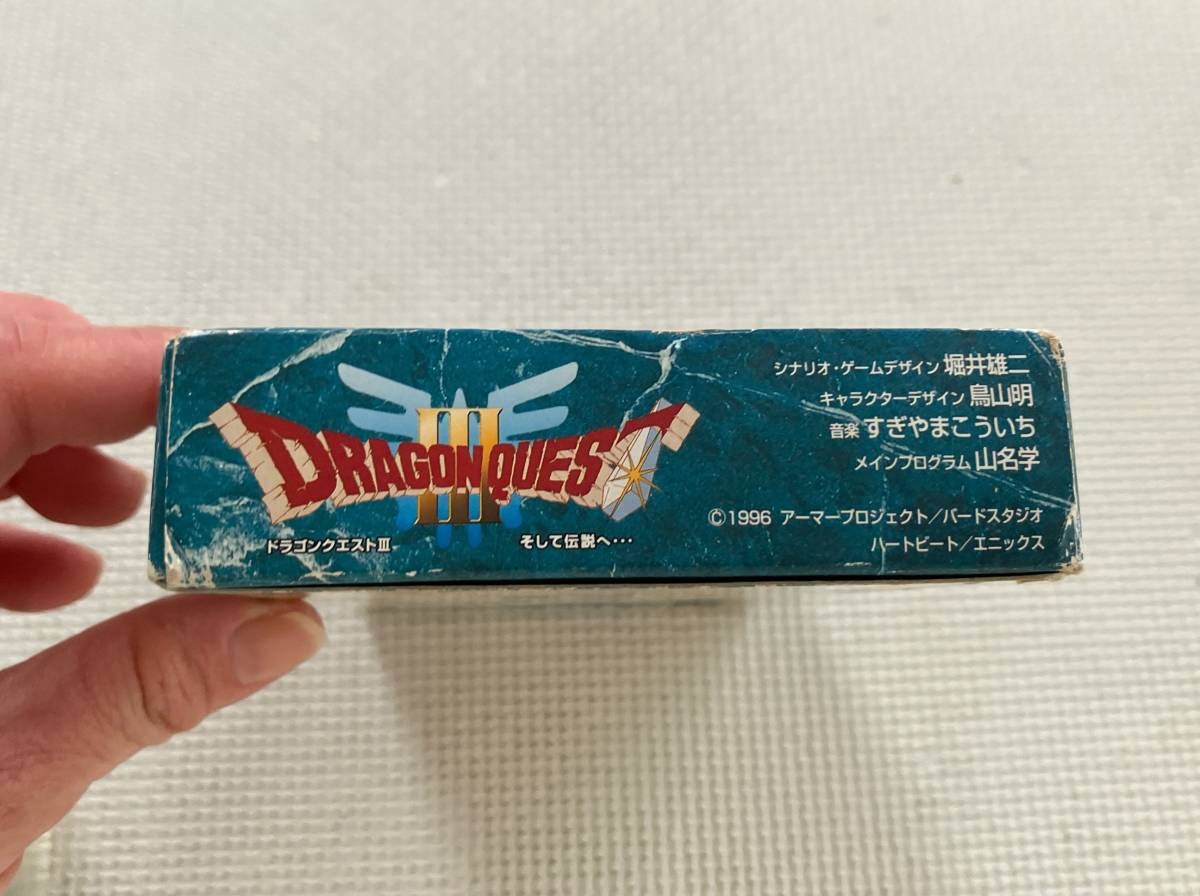 DRAGON QUEST
III
ドラゴンクエストIII
そして伝説へ・・・
シナリオ・ゲームデザイン 堀井雄二
キャラクターデザイン 鳥山明
音楽 すぎやまこういち
メインプログラム 山名学
©1996 アーマープロジェクト/バードスタジオ
ハートビート/エニックス